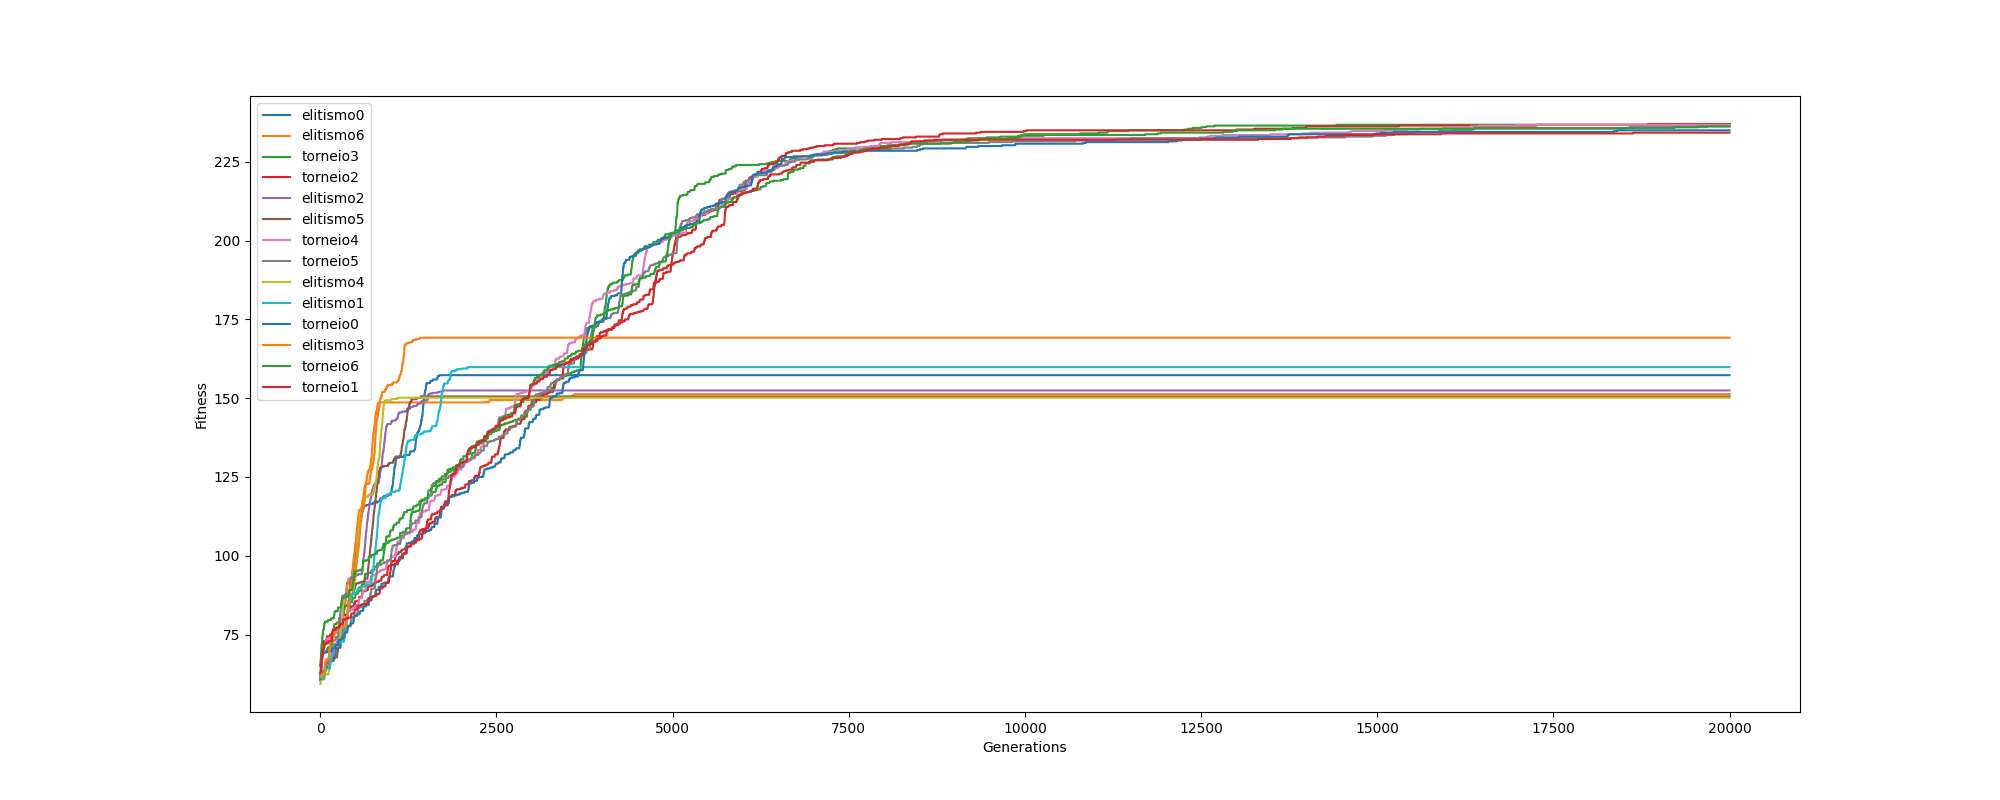 elitismo0
elitismo6
torneio3
torneio2
elitismo2
elitismo5
torneio4
torneio5
elitismo4
elitismo1
torneio0
elitismo3
torneio6
torneio1
Fitness
225
200
175
150
125
100
75
0 2500 5000 7500 10000 12500 15000 17500 20000
Generations